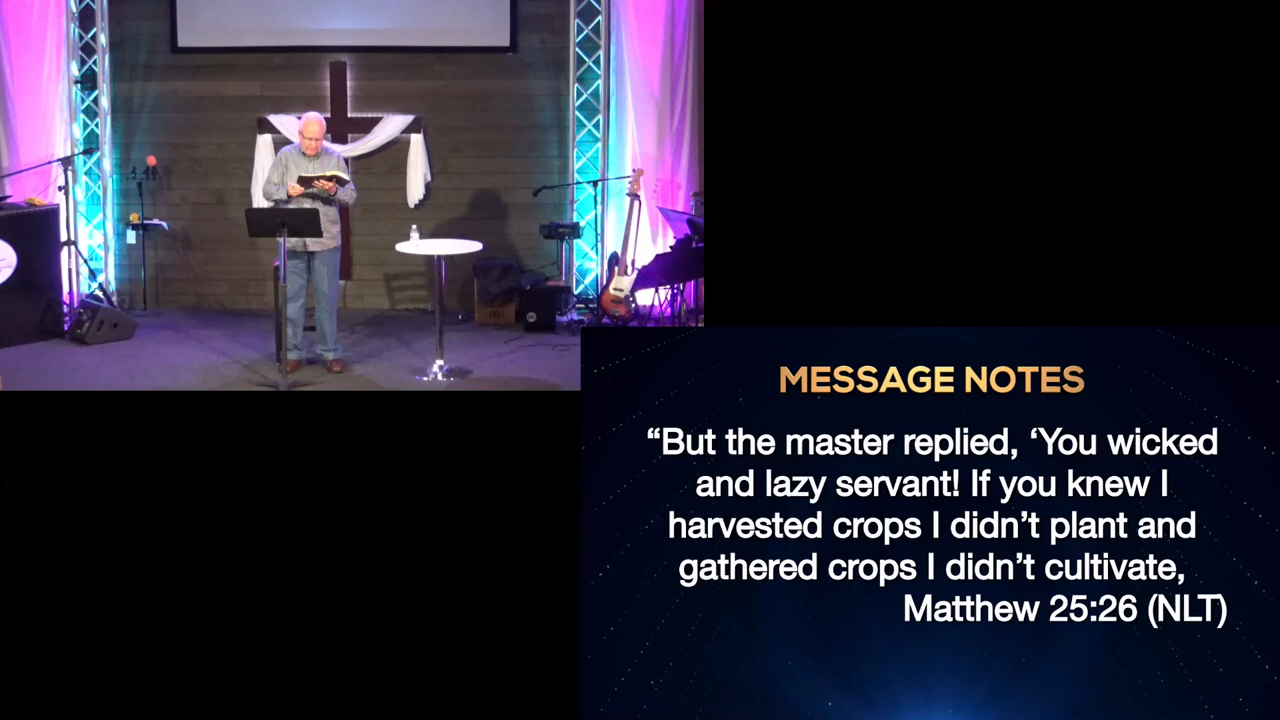 MESSAGE NOTES
“But the master replied, ‘You wicked
and lazy servant! If you knew I
harvested crops I didn’t plant and
gathered crops I didn’t cultivate,
Matthew 25:26 (NLT)